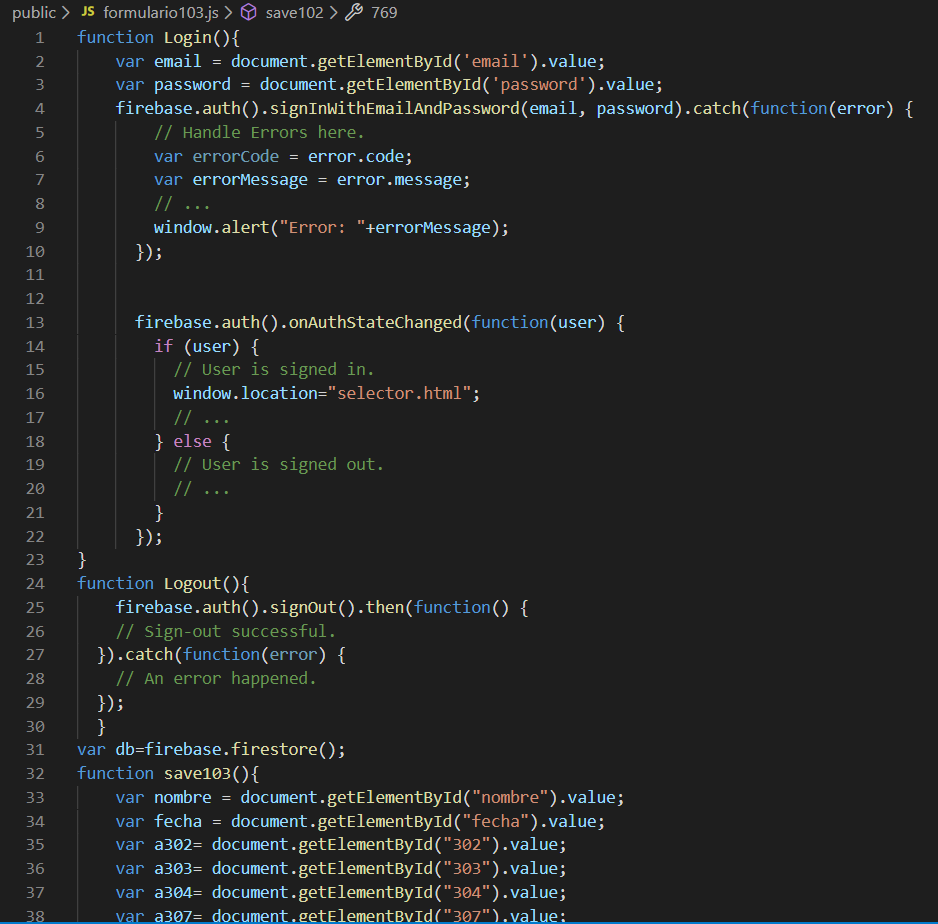 public > JS formulario103.js > save102 > 769
1 function Login(){
2 var email = document.getElementById('email').value;
3 var password = document.getElementById('password').value;
4 firebase.auth().signInWithEmailAndPassword(email, password).catch(function(error) {
5 // Handle Errors here.
6 var errorCode = error.code;
7 var errorMessage = error.message;
8 // ...
9 window.alert("Error: "+errorMessage);
10 });
11
12
13 firebase.auth().onAuthStateChanged(function(user) {
14 if (user) {
15 // User is signed in.
16 window.location="selector.html";
17 // ...
18 } else {
19 // User is signed out.
20 // ...
21 }
22 });
23 }
24 function Logout(){
25 firebase.auth().signOut().then(function() {
26 // Sign-out successful.
27 }).catch(function(error) {
28 // An error happened.
29 });
30 }
31 var db=firebase.firestore();
32 function save103(){
33 var nombre = document.getElementById("nombre").value;
34 var fecha = document.getElementById("fecha").value;
35 var a302= document.getElementById("302").value;
36 var a303= document.getElementById("303").value;
37 var a304= document.getElementById("304").value;
38 var a307= document.getElementById("307").value;